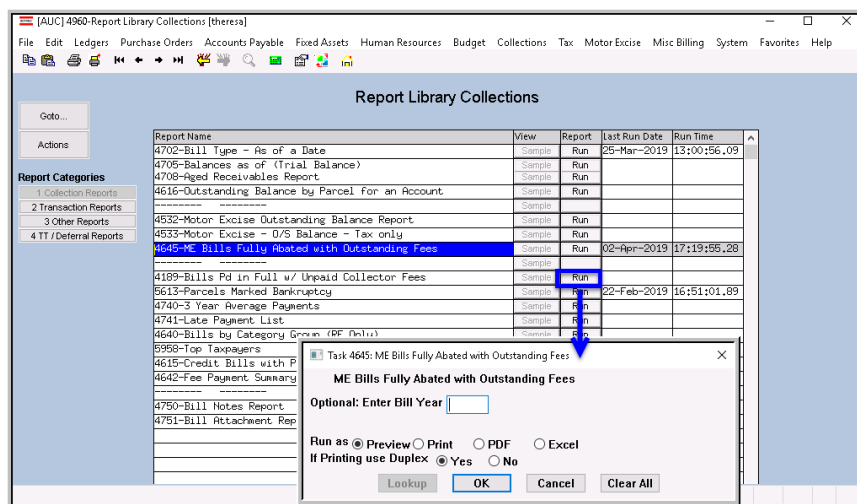 [AUC] 4960-Report Library Collections [theresa]
File Edit Ledgers Purchase Orders Accounts Payable Fixed Assets Human Resources Budget Collections Tax Motor Excise Misc Billing System Favorites Help
Report Library Collections
Goto...
Actions
Report Categories
1 Collection Reports
2 Transaction Reports
3 Other Reports
4 TT / Deferral Reports
Report Name View Report Last Run Date Run Time
4702-Bill Type - As of a Date Sample Run 25-Mar-2019 13:00:56.09
4705-Balances as of (Trial Balance) Sample Run
4708-Aged Receivables Report Sample Run
4616-Outstanding Balance by Parcel for an Account Sample Run
-------- -------- Sample
4532-Motor Excise Outstanding Balance Report Sample Run
4533-Motor Excise - O/S Balance - Tax only Sample Run
4645-ME Bills Fully Abated with Outstanding Fees Sample Run 02-Apr-2019 17:19:55.28
-------- -------- Sample
4189-Bills Pd in Full w/ Unpaid Collector Fees Sample Run
5613-Parcels Marked Bankruptcy Sample Run 22-Feb-2019 16:51:01.89
4740-3 Year Average Payments Sample Run
4741-Late Payment List Sample Run
4640-Bills by Category Group (RE Only) Sample Run
5958-Top Taxpayers
4615-Credit Bills with P
4642-Fee Payment Summary
-------- --------
4750-Bill Notes Report
4751-Bill Attachment Rep
Task 4645: ME Bills Fully Abated with Outstanding Fees
ME Bills Fully Abated with Outstanding Fees
Optional: Enter Bill Year
Run as Preview Print PDF Excel
If Printing use Duplex Yes No
Lookup OK Cancel Clear All